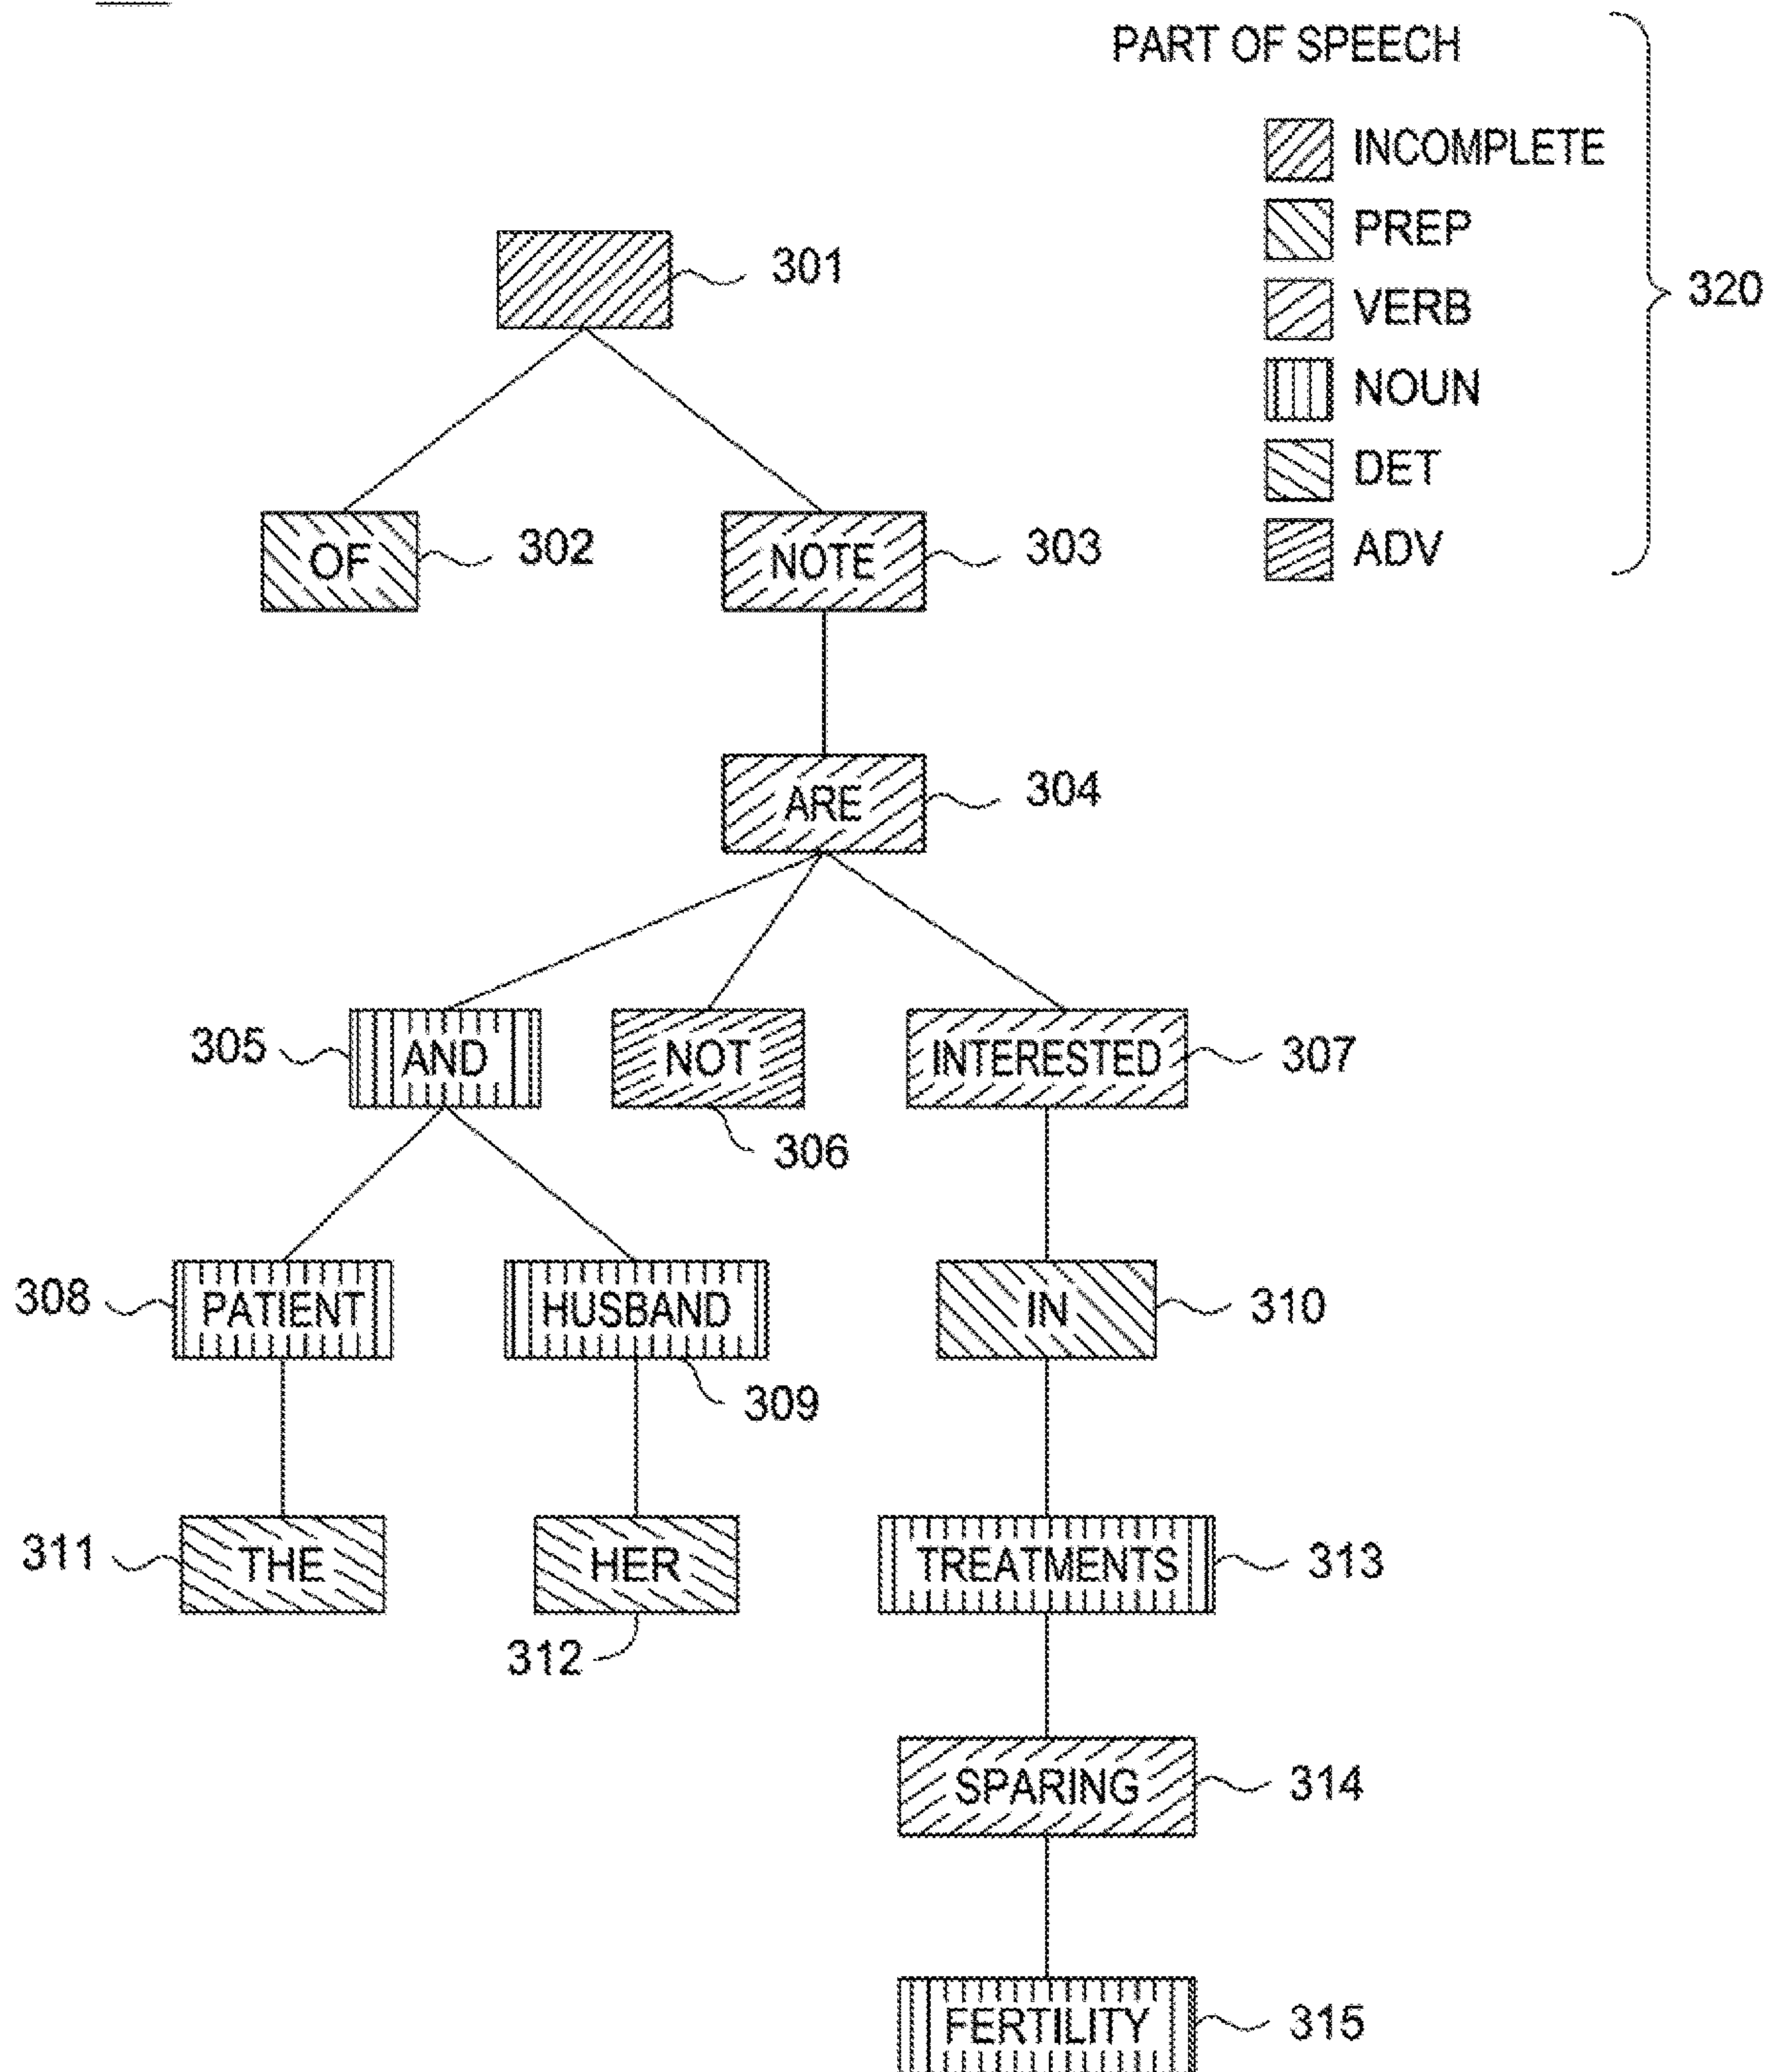 PART OF SPEECH
INCOMPLETE
PREP
VERB
NOUN
DET
ADV
320
301
OF 302
NOTE 303
ARE 304
305 AND
NOT
306
INTERESTED 307
308 PATIENT
HUSBAND
309
IN 310
311 THE
HER
312
TREATMENTS 313
SPARING 314
FERTILITY 315